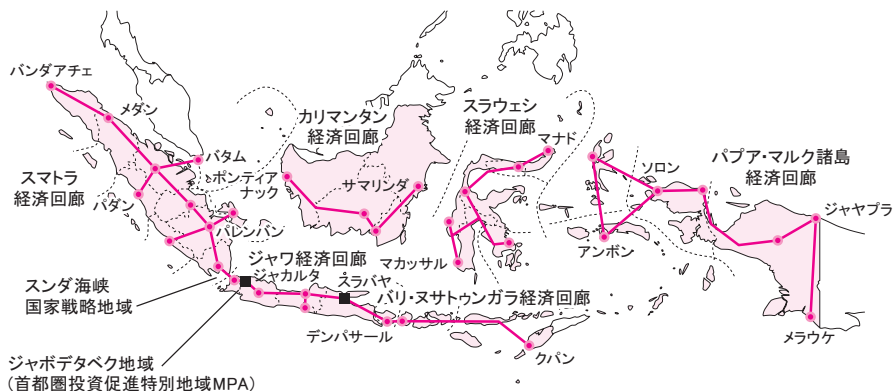 バンダアチェ
メダン
バタム
ポンティア
ナック
スマトラ
経済回廊
パダン
パレンバン
カリマンタン
経済回廊
サマリンダ
スラウェシ
経済回廊
マナド
マカッサル
ソロン
パプア・マルク諸島
経済回廊
ジャヤプラ
アンボン
メラウケ
ジャワ経済回廊
ジャカルタ
スラバヤ
バリ・ヌサトゥンガラ経済回廊
デンパサール
クパン
スンダ海峡
国家戦略地域
ジャボデタベク地域
(首都圏投資促進特別地域MPA)